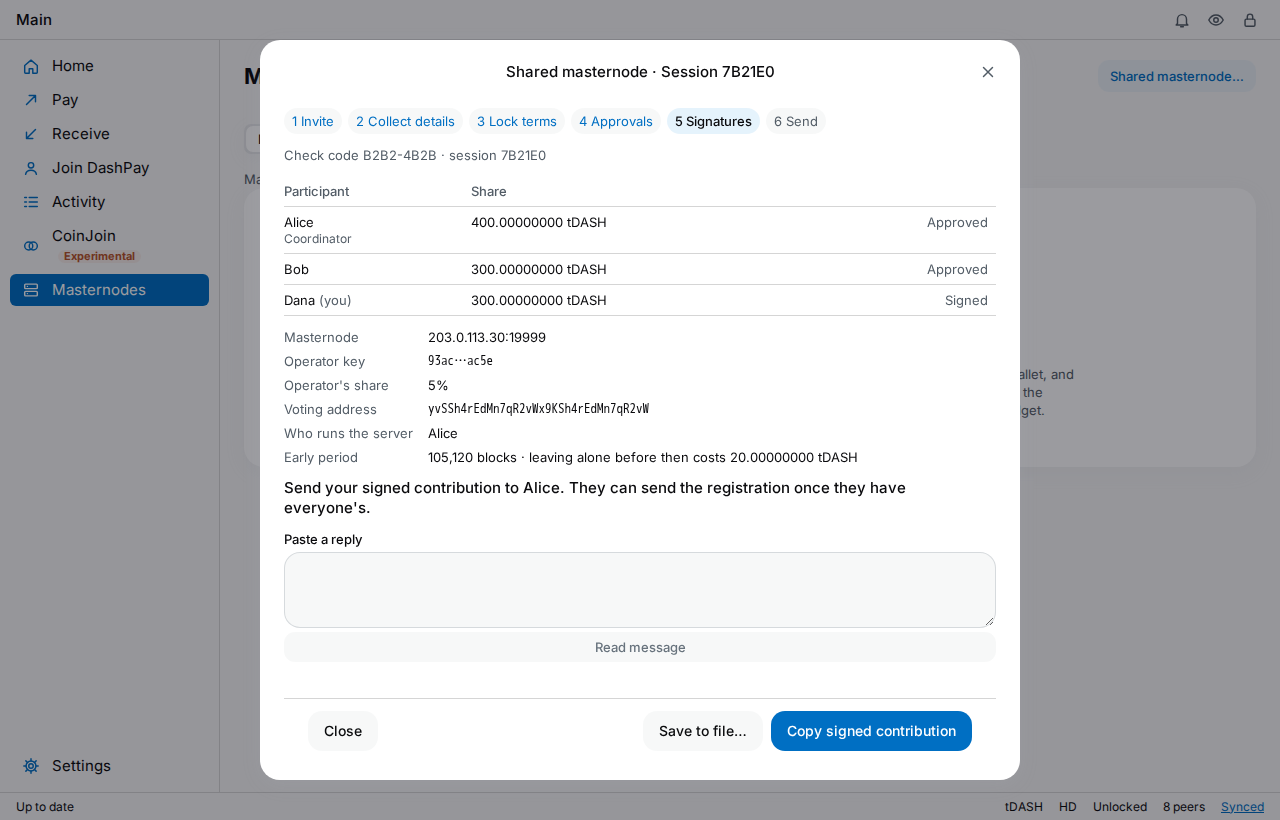 Main
Home
Pay
Receive
Join DashPay
Activity
CoinJoin
Experimental
Masternodes
Settings
Shared masternode...
Shared masternode · Session 7B21E0
1 Invite
2 Collect details
3 Lock terms
4 Approvals
5 Signatures
6 Send
Check code B2B2-4B2B · session 7B21E0
Participant Share
Alice 400.00000000 tDASH Approved
Coordinator
Bob 300.00000000 tDASH Approved
Dana (you) 300.00000000 tDASH Signed
Masternode 203.0.113.30:19999
Operator key 93ac···ac5e
Operator's share 5%
Voting address yvSSh4rEdMn7qR2vWx9KSh4rEdMn7qR2vW
Who runs the server Alice
Early period 105,120 blocks · leaving alone before then costs 20.00000000 tDASH
Send your signed contribution to Alice. They can send the registration once they have
everyone's.
Paste a reply
Read message
Close
Save to file...
Copy signed contribution
and
the
Up to date
tDASH HD Unlocked 8 peers Synced